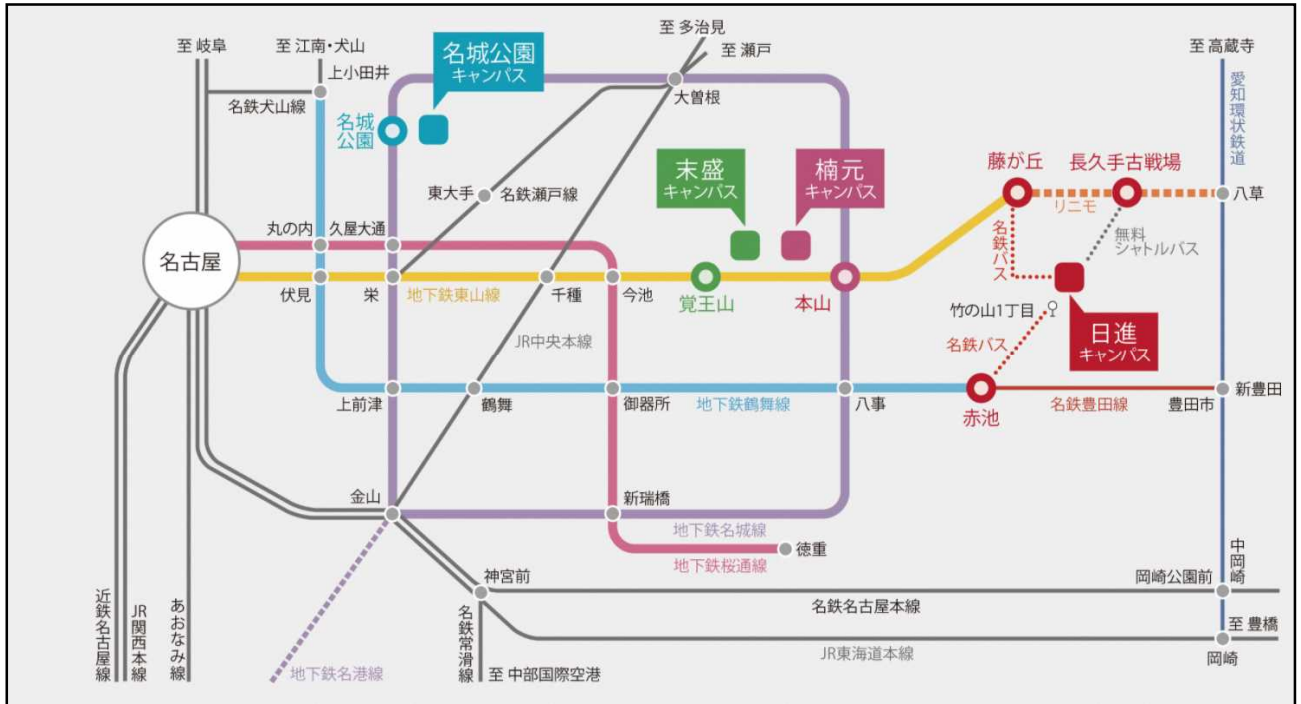 至 多治見
至 岐阜
至 江南・犬山
名城公園
キャンパス
至 瀬戸
至 高蔵寺
上小田井
大曽根
愛知環状鉄道
名鉄犬山線
名城
公園
末盛
キャンパス
楠元
キャンパス
藤が丘
長久手古戦場
東大手
名鉄瀬戸線
八草
リニモ
丸の内
久屋大通
名鉄バス
無料
シャトルバス
名古屋
伏見
栄
地下鉄東山線
千種
今池
覚王山
本山
竹の山1丁目
日進
キャンパス
JR中央本線
名鉄バス
上前津
鶴舞
御器所
地下鉄鶴舞線
八事
赤池
名鉄豊田線
豊田市
新豊田
金山
新瑞橋
地下鉄名城線
徳重
地下鉄桜通線
中岡崎
神宮前
岡崎公園前
近鉄名古屋線
JR関西本線
あおなみ線
名鉄常滑線
名鉄名古屋本線
至 豊橋
JR東海道本線
岡崎
地下鉄名港線
至 中部国際空港